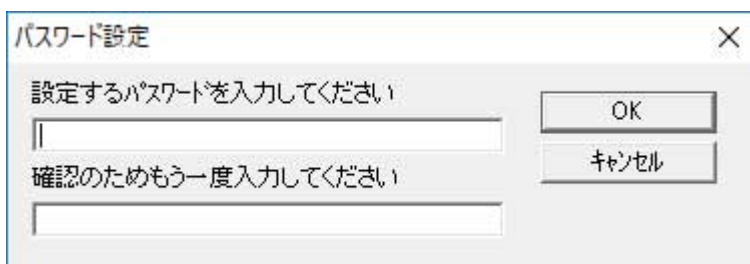 パスワード設定
設定するパスワードを入力してください
OK
確認のためもう一度入力してください
キャンセル